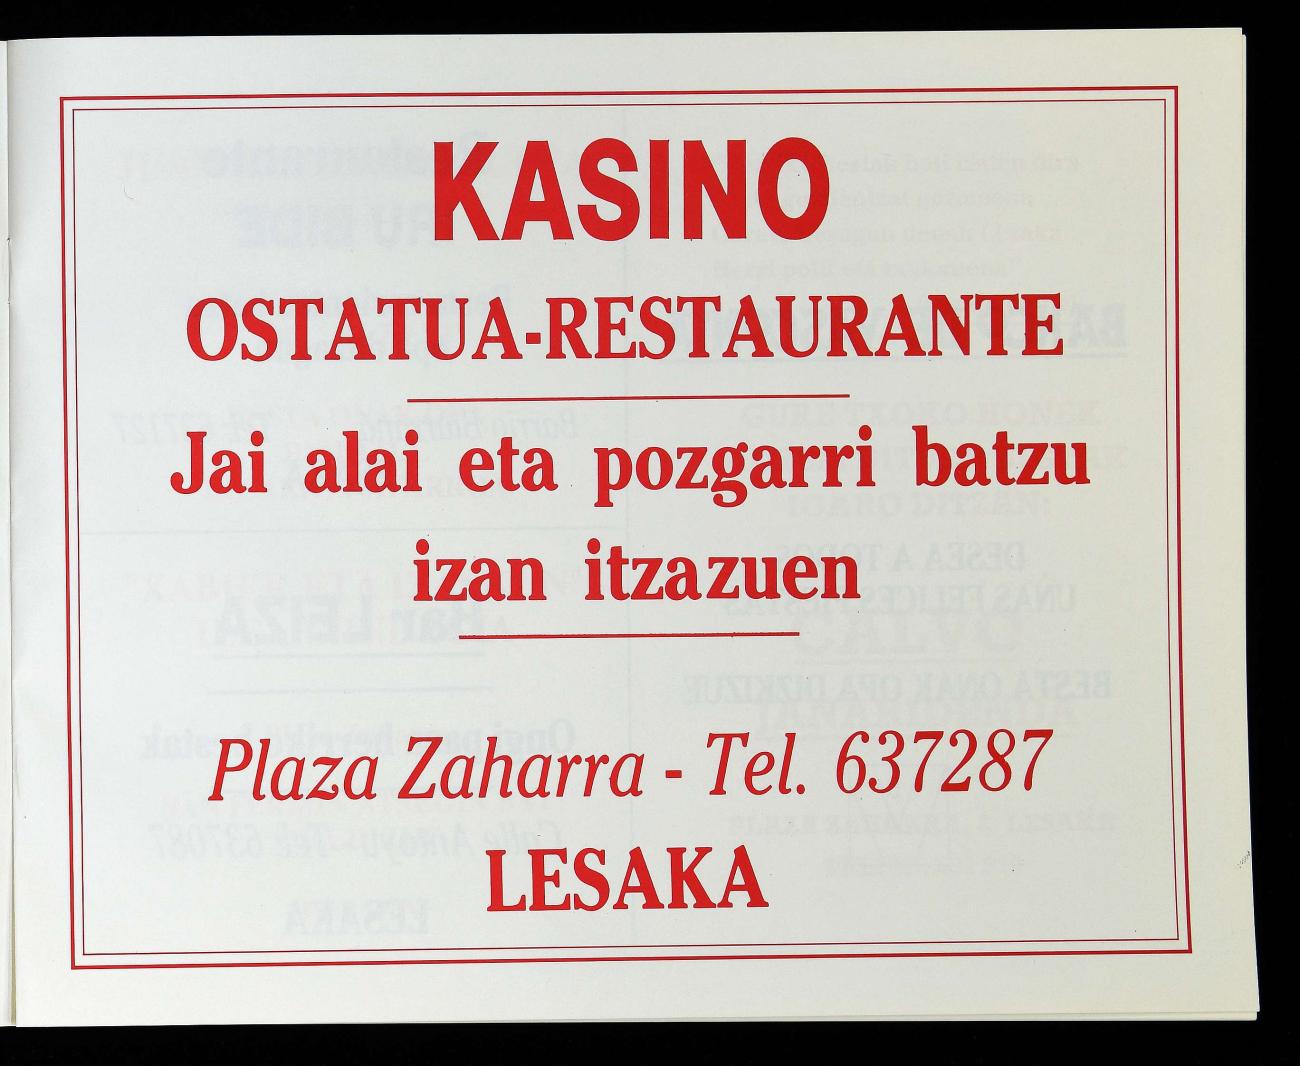 KASINO
OSTATUA-RESTAURANTE
Jai alai eta pozgarri batzu
izan itzazuen
Plaza Zaharra - Tel. 637287
LESAKA